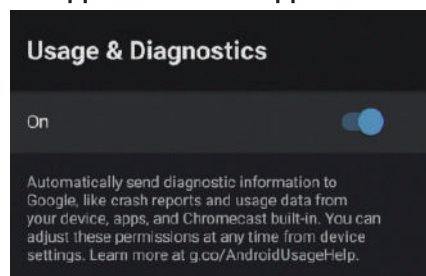 Usage & Diagnostics
On
Automatically send diagnostic information to
Google, like crash reports and usage data from
your device, apps, and Chromecast built-in. You can
adjust these permissions at any time from device
settings. Learn more at g.co/AndroidUsageHelp.